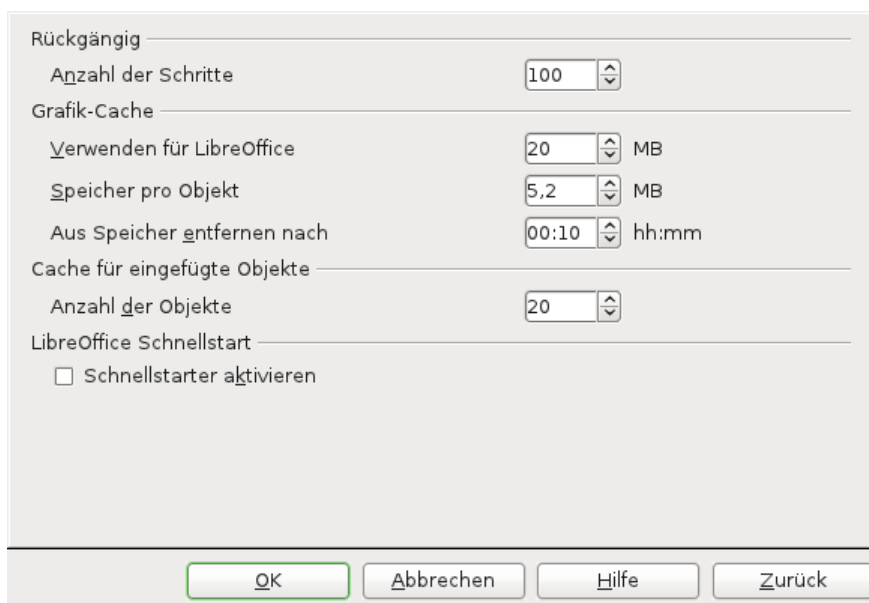 Rückgängig
Anzahl der Schritte 100
Grafik-Cache
Verwenden für LibreOffice 20 MB
Speicher pro Objekt 5,2 MB
Aus Speicher entfernen nach 00:10 hh:mm
Cache für eingefügte Objekte
Anzahl der Objekte 20
LibreOffice Schnellstart
Schnellstarter aktivieren
OK Abbrechen Hilfe Zurück